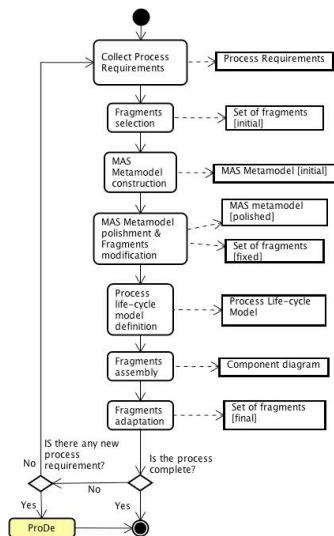 Collect Process
Requirements
Process Requirements
Fragments
selection
Set of fragments
[initial]
MAS
Metamodel
construction
MAS Metamodel [initial]
MAS Metamodel
polishment &
Fragments
modification
MAS metamodel
[polished]
Set of fragments
[fixed]
Process
life-cycle
model
definition
Process Life-cycle
Model
Fragments
assembly
Component diagram
Fragments
adaptation
Set of fragments
[final]
IS there any new
process
requirement?
Is the process
complete?
No
No
Yes
Yes
ProDe